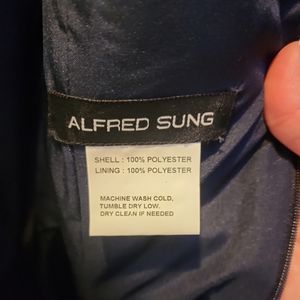 ALFRED SUNG
SHELL : 100% POLYESTER
LINING : 100% POLYESTER
MACHINE WASH COLD,
TUMBLE DRY LOW.
DRY CLEAN IF NEEDED